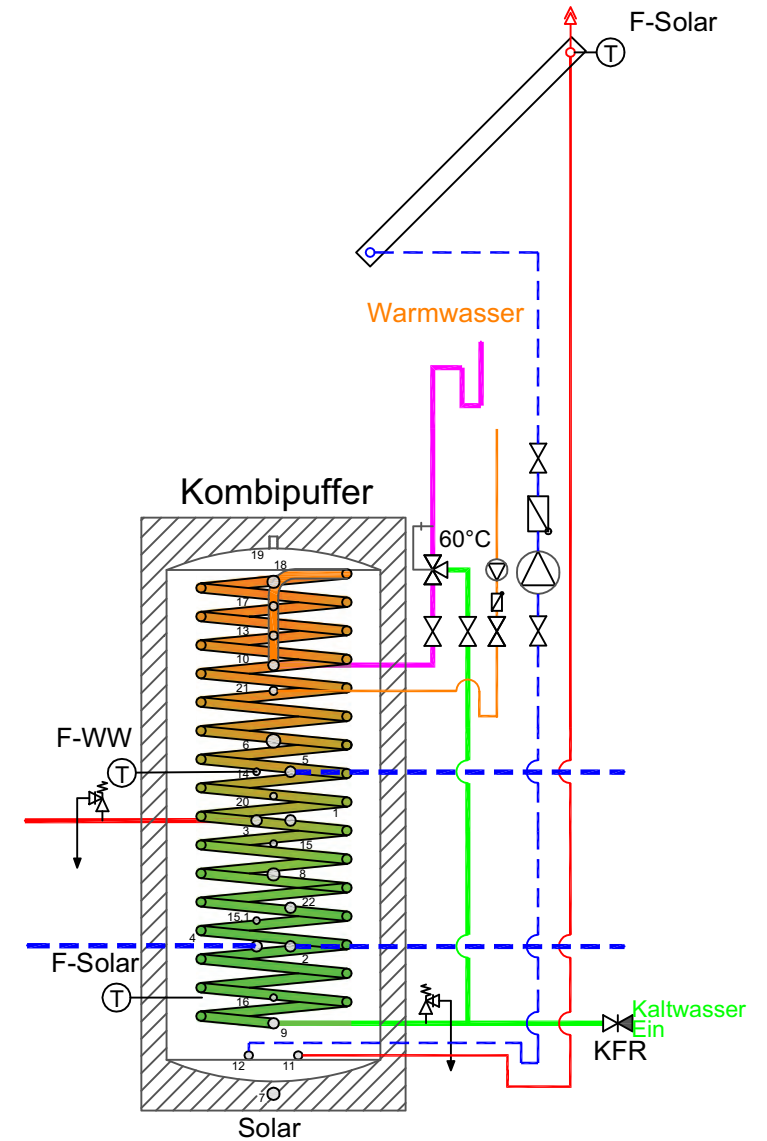 F-Solar
T
Warmwasser
Kombipuffer
60°C
19
18
17
13
10
21
F-WW
6
5
T
14
20
1
3
15
8
22
15.1
4
F-Solar
2
T
16
Kaltwasser
Ein
9
KFR
12
11
7
Solar